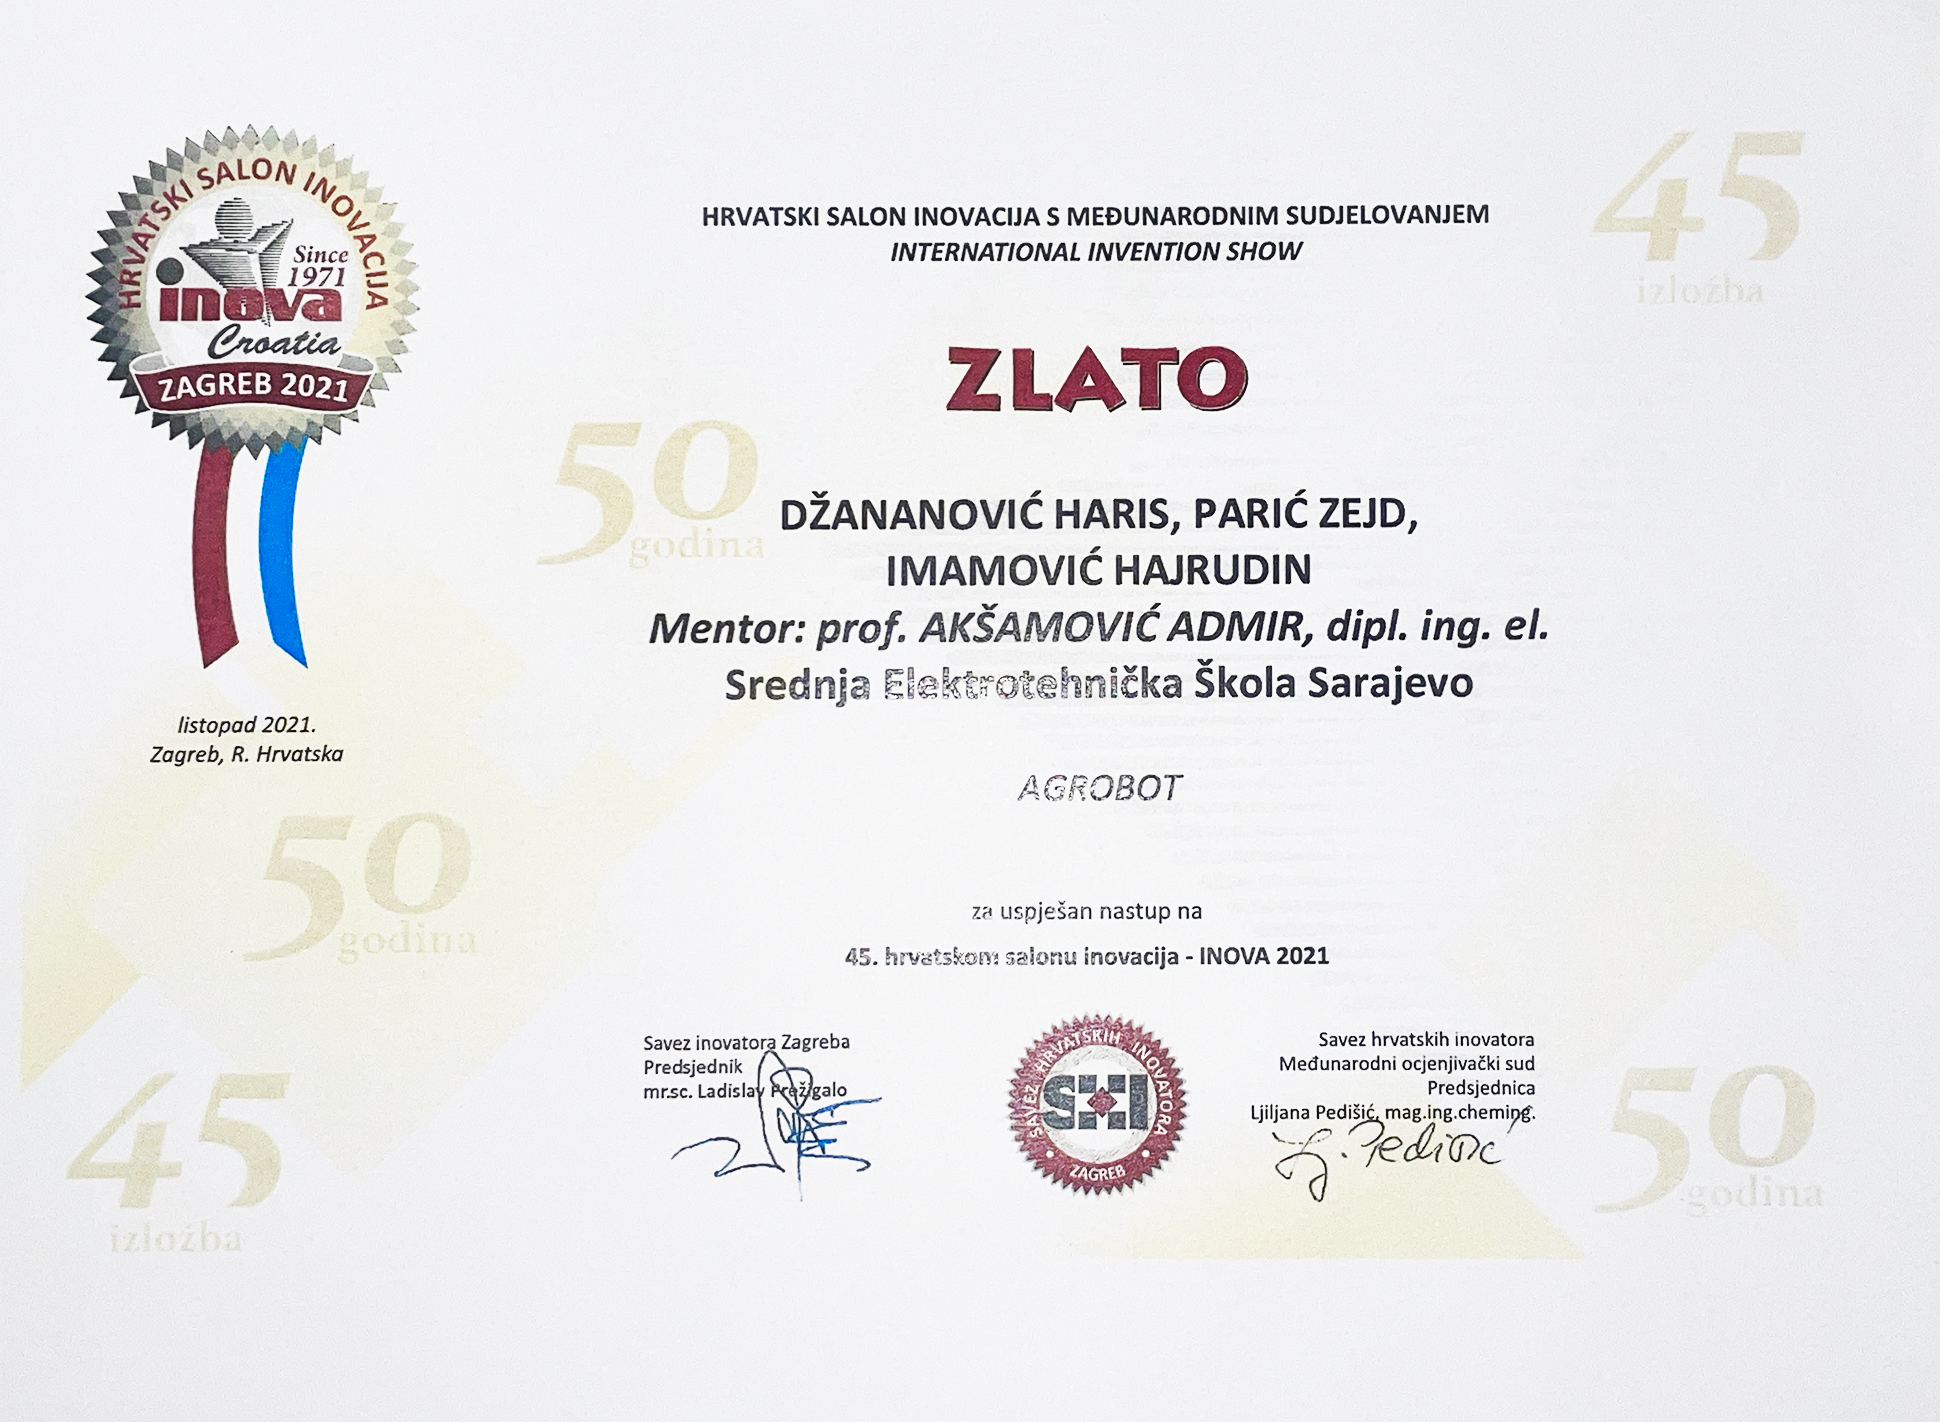 HRVATSKI SALON INOVACIJA
Since
1971
inova
Croatia
ZAGREB 2021
listopad 2021.
Zagreb, R. Hrvatska
45
izložba
HRVATSKI SALON INOVACIJA S MEĐUNARODNIM SUDJELOVANJEM
INTERNATIONAL INVENTION SHOW
ZLATO
50
godina
DŽANANOVIĆ HARIS, PARIĆ ZEJD,
IMAMOVIĆ HAJRUDIN
Mentor: prof. AKŠAMOVIĆ ADMIR, dipl. ing. el.
Srednja Elektrotehnička Škola Sarajevo
AGROBOT
50
godina
za uspješan nastup na
45. hrvatskom salonu inovacija - INOVA 2021
Savez inovatora Zagreba
Predsjednik
mr.sc. Ladislav Prežigalo
SAVEZ HRVATSKIH INOVATORA
SHI
ZAGREB
Savez hrvatskih inovatora
Međunarodni ocjenjivački sud
Predsjednica
Ljiljana Pedišić, mag.ing.cheming.
Lj. Pedišić
45
izložba
50
godina